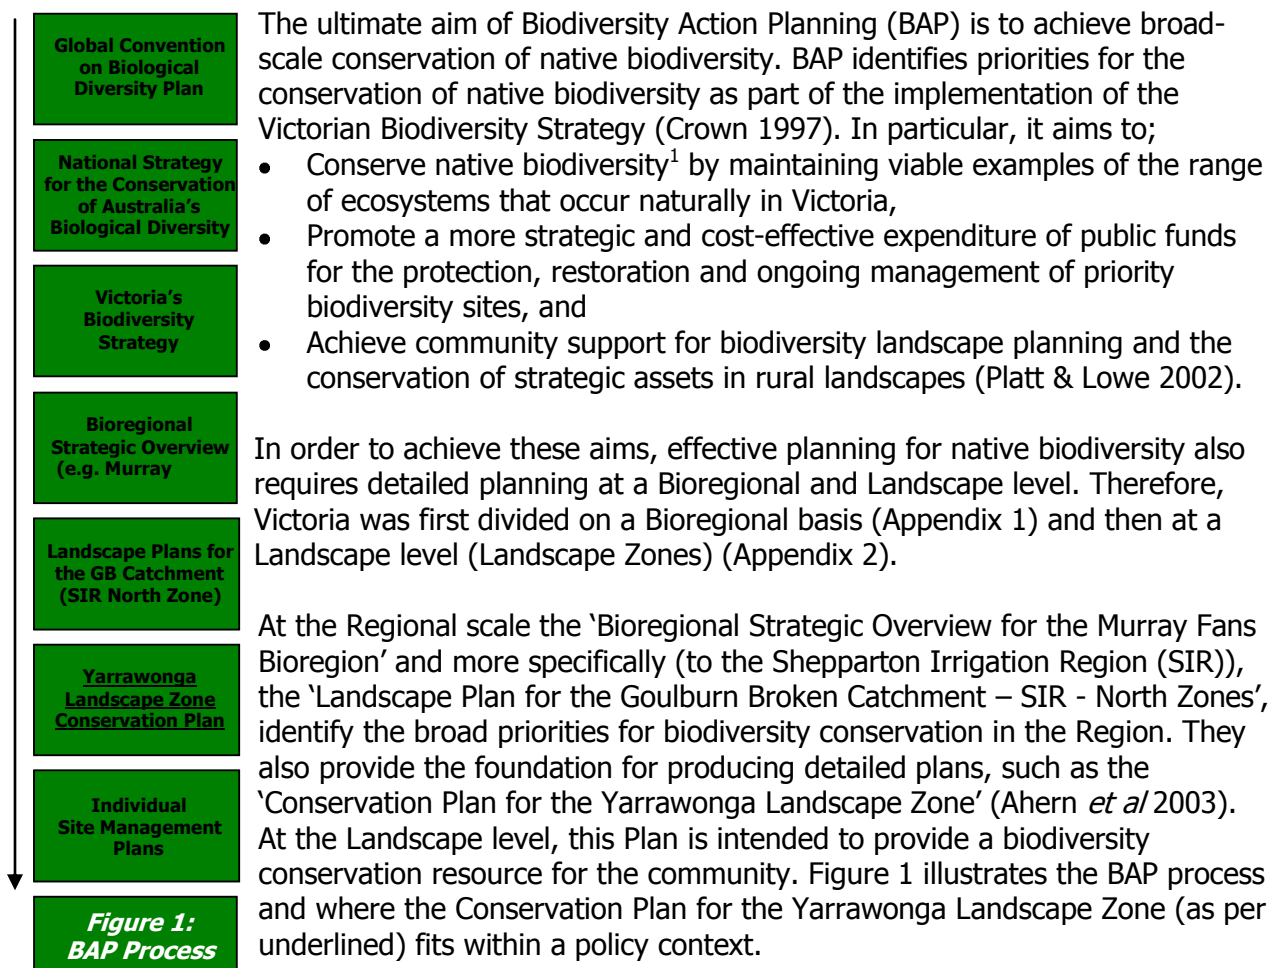 Global Convention
on Biological
Diversity Plan
National Strategy
for the Conservation
of Australia's
Biological Diversity
Victoria's
Biodiversity
Strategy
Bioregional
Strategic Overview
(e.g. Murray
Landscape Plans for
the GB Catchment
(SIR North Zone)
Yarrawonga
Landscape Zone
Conservation Plan
Individual
Site Management
Plans
Figure 1:
BAP Process
The ultimate aim of Biodiversity Action Planning (BAP) is to achieve broad-
scale conservation of native biodiversity. BAP identifies priorities for the
conservation of native biodiversity as part of the implementation of the
Victorian Biodiversity Strategy (Crown 1997). In particular, it aims to;
• Conserve native biodiversity¹ by maintaining viable examples of the range
of ecosystems that occur naturally in Victoria,
• Promote a more strategic and cost-effective expenditure of public funds
for the protection, restoration and ongoing management of priority
biodiversity sites, and
• Achieve community support for biodiversity landscape planning and the
conservation of strategic assets in rural landscapes (Platt & Lowe 2002).
In order to achieve these aims, effective planning for native biodiversity also
requires detailed planning at a Bioregional and Landscape level. Therefore,
Victoria was first divided on a Bioregional basis (Appendix 1) and then at a
Landscape level (Landscape Zones) (Appendix 2).
At the Regional scale the 'Bioregional Strategic Overview for the Murray Fans
Bioregion' and more specifically (to the Shepparton Irrigation Region (SIR)),
the 'Landscape Plan for the Goulburn Broken Catchment – SIR - North Zones',
identify the broad priorities for biodiversity conservation in the Region. They
also provide the foundation for producing detailed plans, such as the
'Conservation Plan for the Yarrawonga Landscape Zone' (Ahern et al 2003).
At the Landscape level, this Plan is intended to provide a biodiversity
conservation resource for the community. Figure 1 illustrates the BAP process
and where the Conservation Plan for the Yarrawonga Landscape Zone (as per
underlined) fits within a policy context.